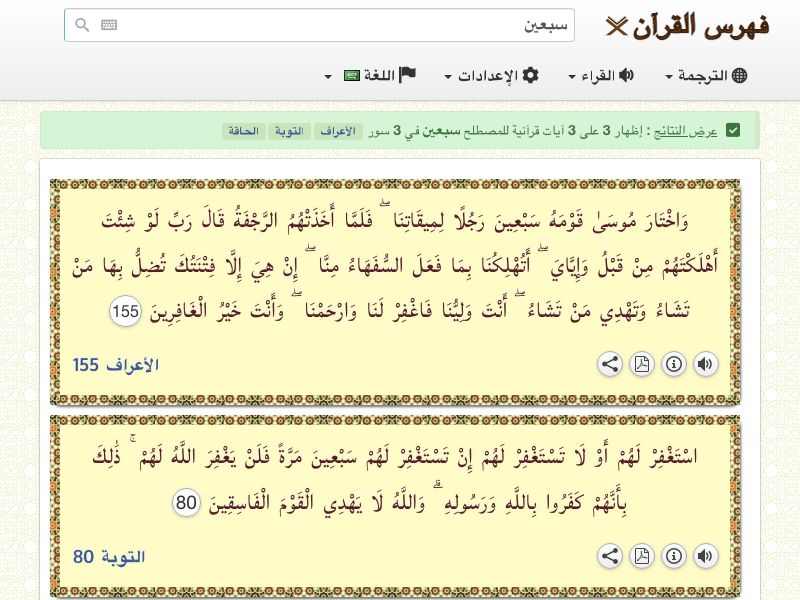 فهرس القرآن
سبعين
الترجمة
القراء
الإعدادات
اللغة
عرض النتائج : إظهار 3 على 3 آيات قرآنية للمصطلح سبعين في 3 سور الأعراف التوبة الحاقة
وَاخْتَارَ مُوسَىٰ قَوْمَهُ سَبْعِينَ رَجُلًا لِمِيقَاتِنَا ۖ فَلَمَّا أَخَذَتْهُمُ الرَّجْفَةُ قَالَ رَبِّ لَوْ شِئْتَ
أَهْلَكْتَهُمْ مِنْ قَبْلُ وَإِيَّايَ ۖ أَتُهْلِكُنَا بِمَا فَعَلَ السُّفَهَاءُ مِنَّا ۖ إِنْ هِيَ إِلَّا فِتْنَتُكَ تُضِلُّ بِهَا مَنْ
تَشَاءُ وَتَهْدِي مَنْ تَشَاءُ ۖ أَنْتَ وَلِيُّنَا فَاغْفِرْ لَنَا وَارْحَمْنَا ۖ وَأَنْتَ خَيْرُ الْغَافِرِينَ 155
الأعراف 155
اسْتَغْفِرْ لَهُمْ أَوْ لَا تَسْتَغْفِرْ لَهُمْ إِنْ تَسْتَغْفِرْ لَهُمْ سَبْعِينَ مَرَّةً فَلَنْ يَغْفِرَ اللَّهُ لَهُمْ ۚ ذَٰلِكَ
بِأَنَّهُمْ كَفَرُوا بِاللَّهِ وَرَسُولِهِ ۗ وَاللَّهُ لَا يَهْدِي الْقَوْمَ الْفَاسِقِينَ 80
التوبة 80